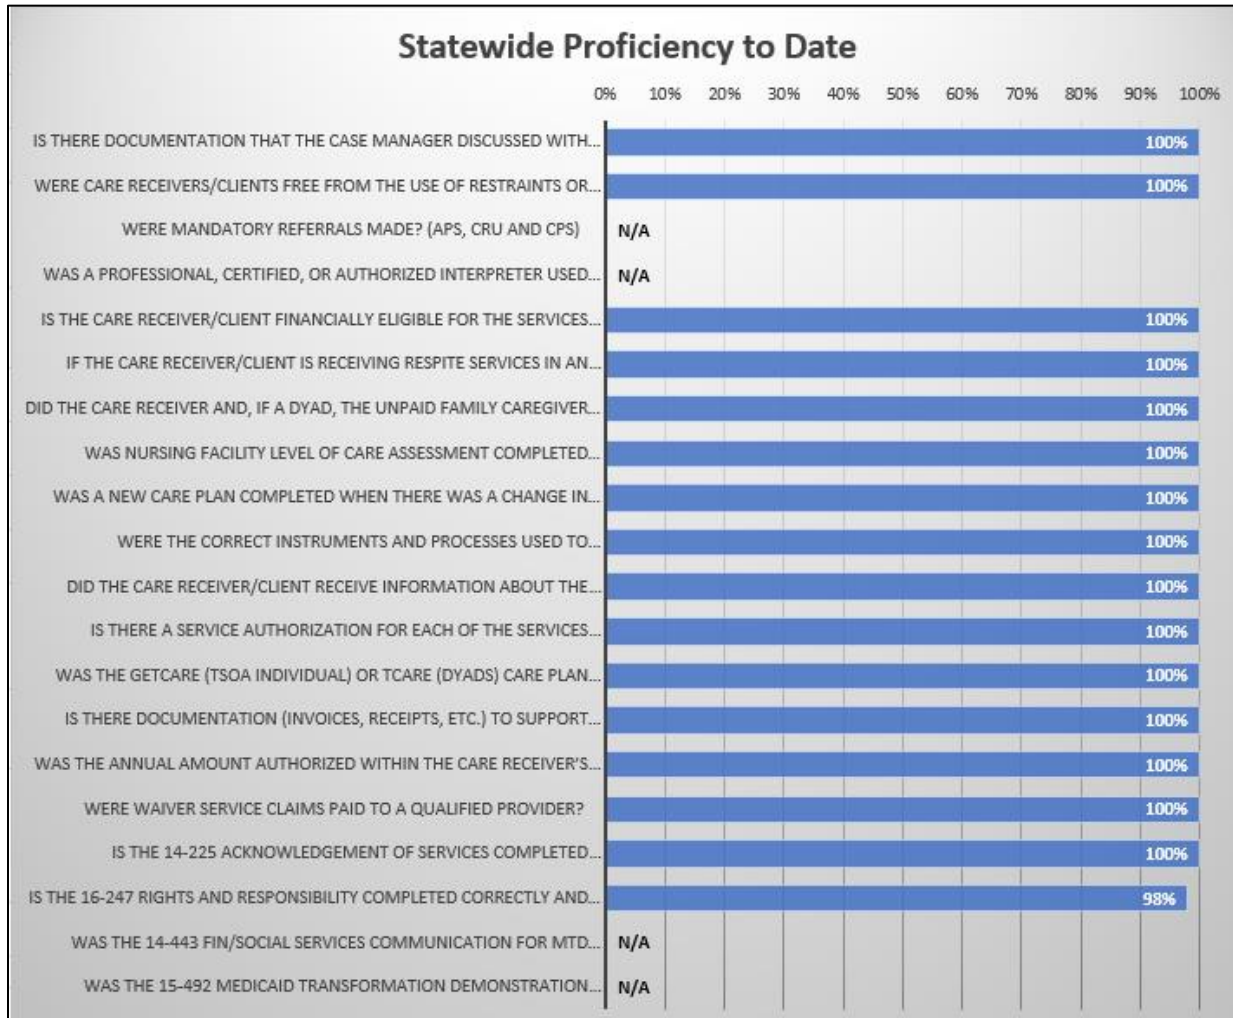 Statewide Proficiency to Date
0% 10% 20% 30% 40% 50% 60% 70% 80% 90% 100%
IS THERE DOCUMENTATION THAT THE CASE MANAGER DISCUSSED WITH... 100%
WERE CARE RECEIVERS/CLIENTS FREE FROM THE USE OF RESTRAINTS OR... 100%
WERE MANDATORY REFERRALS MADE? (APS, CRU AND CPS) N/A
WAS A PROFESSIONAL, CERTIFIED, OR AUTHORIZED INTERPRETER USED... N/A
IS THE CARE RECEIVER/CLIENT FINANCIALLY ELIGIBLE FOR THE SERVICES... 100%
IF THE CARE RECEIVER/CLIENT IS RECEIVING RESPITE SERVICES IN AN... 100%
DID THE CARE RECEIVER AND, IF A DYAD, THE UNPAID FAMILY CAREGIVER... 100%
WAS NURSING FACILITY LEVEL OF CARE ASSESSMENT COMPLETED... 100%
WAS A NEW CARE PLAN COMPLETED WHEN THERE WAS A CHANGE IN... 100%
WERE THE CORRECT INSTRUMENTS AND PROCESSES USED TO... 100%
DID THE CARE RECEIVER/CLIENT RECEIVE INFORMATION ABOUT THE... 100%
IS THERE A SERVICE AUTHORIZATION FOR EACH OF THE SERVICES... 100%
WAS THE GETCARE (TSOA INDIVIDUAL) OR TCARE (DYADS) CARE PLAN... 100%
IS THERE DOCUMENTATION (INVOICES, RECEIPTS, ETC.) TO SUPPORT... 100%
WAS THE ANNUAL AMOUNT AUTHORIZED WITHIN THE CARE RECEIVER'S... 100%
WERE WAIVER SERVICE CLAIMS PAID TO A QUALIFIED PROVIDER? 100%
IS THE 14-225 ACKNOWLEDGEMENT OF SERVICES COMPLETED... 100%
IS THE 16-247 RIGHTS AND RESPONSIBILITY COMPLETED CORRECTLY AND... 98%
WAS THE 14-443 FIN/SOCIAL SERVICES COMMUNICATION FOR MTD... N/A
WAS THE 15-492 MEDICAID TRANSFORMATION DEMONSTRATION... N/A